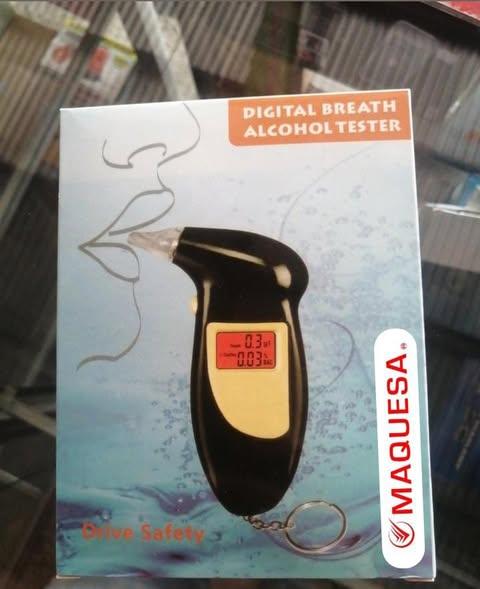 DIGITAL BREATH
ALCOHOL TESTER
0.3
0.03 %
BAC
MAQUESA®
Drive Safety